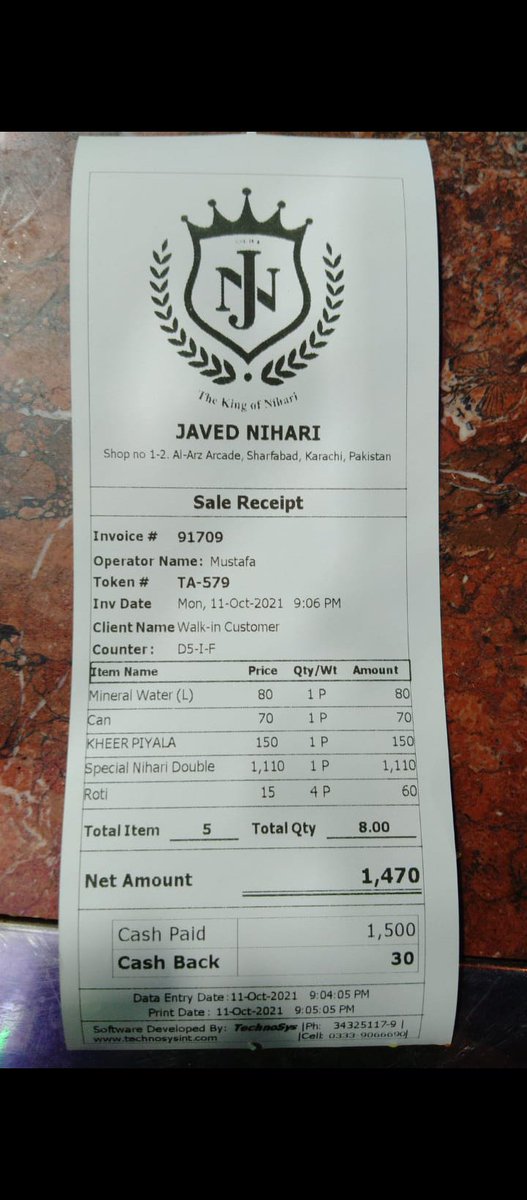 JN
The King of Nihari
JAVED NIHARI
Shop no 1-2. Al-Arz Arcade, Sharfabad, Karachi, Pakistan
Sale Receipt
Invoice # 91709
Operator Name: Mustafa
Token # TA-579
Inv Date Mon, 11-Oct-2021 9:06 PM
Client Name Walk-in Customer
Counter: D5-I-F
Item Name Price Qty/Wt Amount
Mineral Water (L) 80 1 P 80
Can 70 1 P 70
KHEER PIYALA 150 1 P 150
Special Nihari Double 1,110 1 P 1,110
Roti 15 4 P 60
Total Item 5 Total Qty 8.00
Net Amount 1,470
Cash Paid 1,500
Cash Back 30
Data Entry Date: 11-Oct-2021 9:04:05 PM
Print Date: 11-Oct-2021 9:05:05 PM
Software Developed By: TechnoSys |Ph: 34325117-9 |
www.technosysint.com |Cell: 0333-9066690|